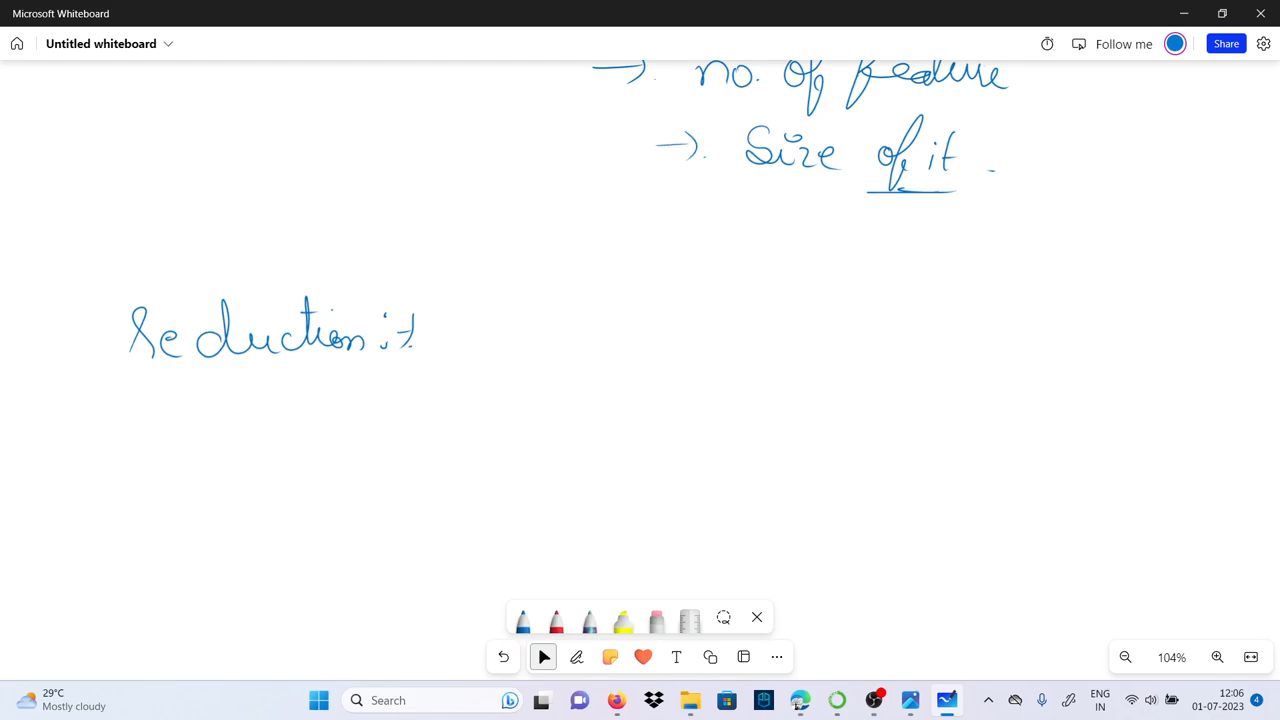 Microsoft Whiteboard
Untitled whiteboard
Follow me
Share
→ no. of feature
→ Size of it .
Reduction :-
104%
29°C
Mostly cloudy
Search
ENG
IN
12:06
01-07-2023
4